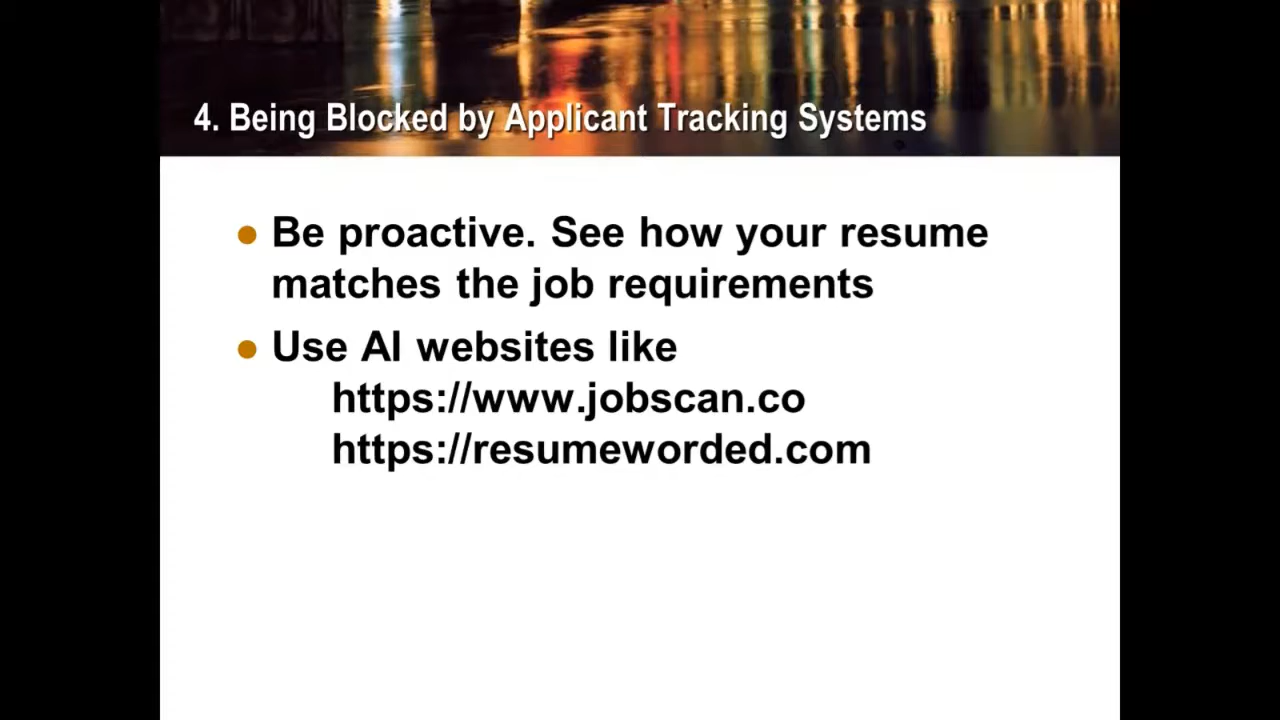 4. Being Blocked by Applicant Tracking Systems
● Be proactive. See how your resume
matches the job requirements
● Use AI websites like
https://www.jobscan.co
https://resumeworded.com